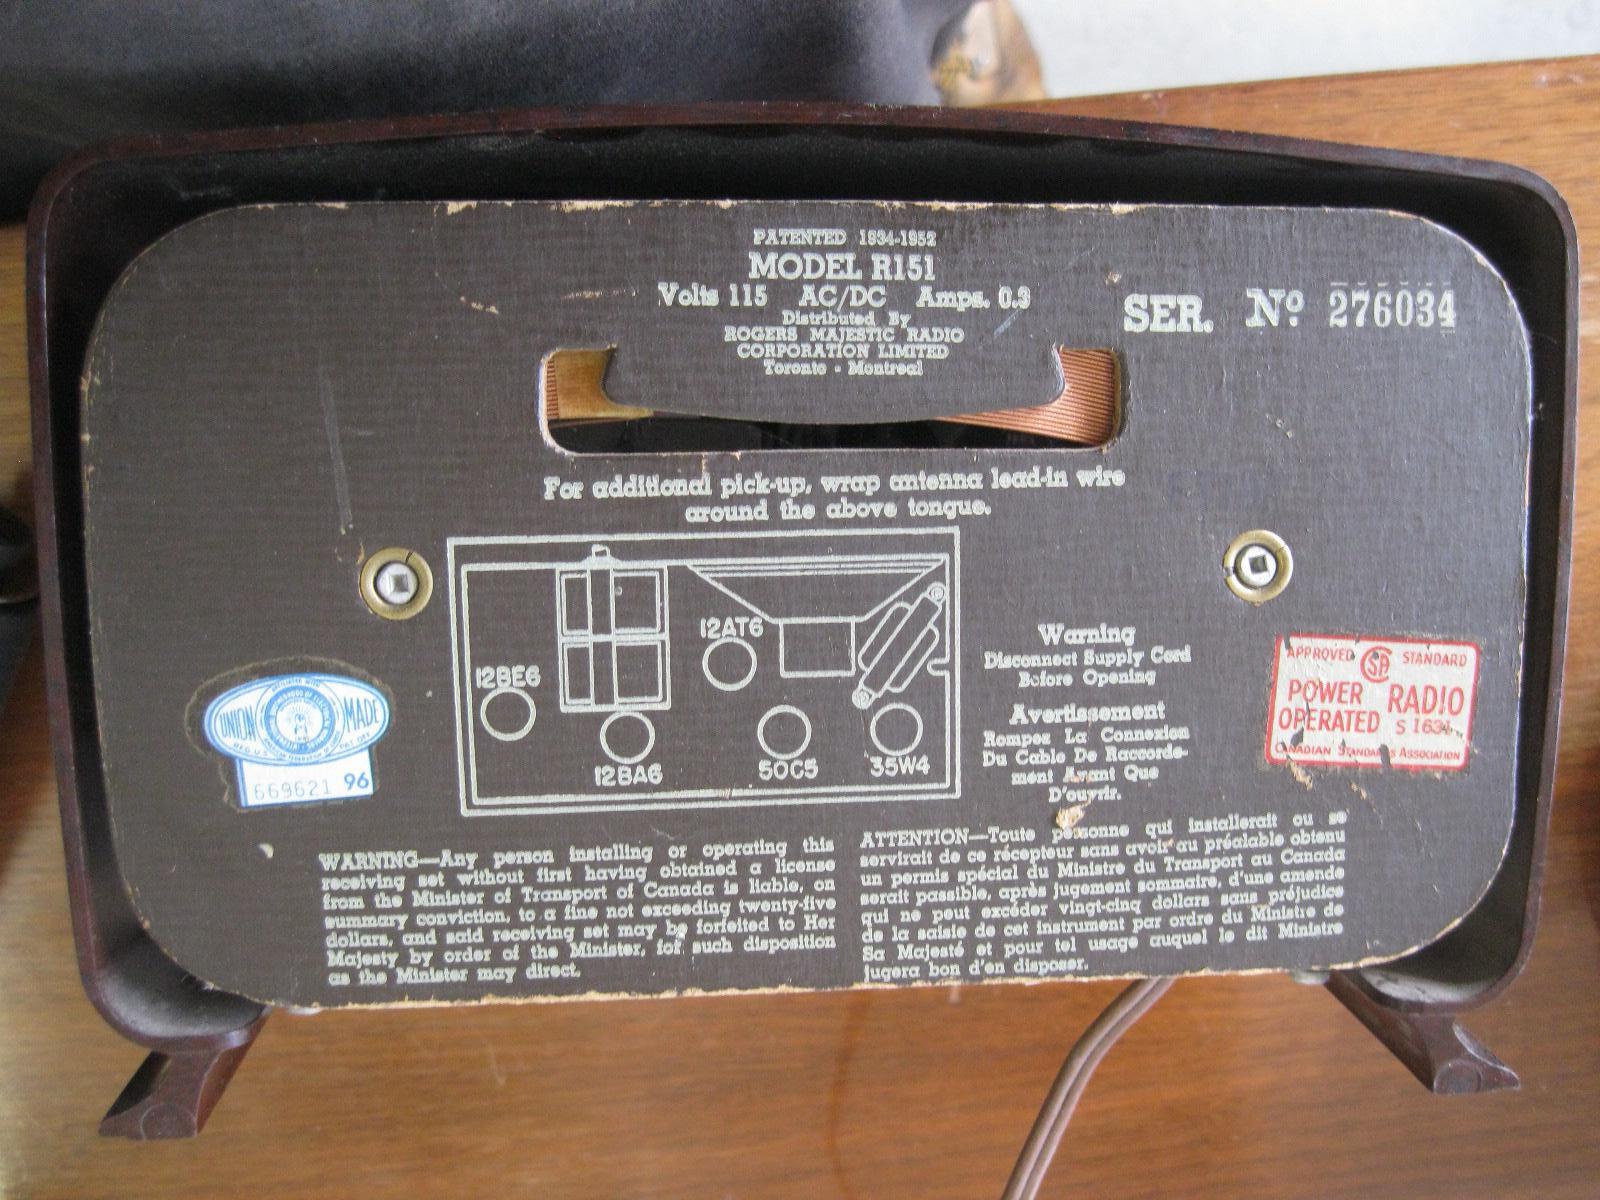 PATENTED 1934-1952
MODEL R151
Volts 115 AC/DC Amps. 0.3
Distributed By
ROGERS MAJESTIC RADIO
CORPORATION LIMITED
Toronto - Montreal
SER. No 276034
For additional pick-up, wrap antenna lead-in wire
around the above tongue.
12AT6
12BE6
12BA6
50C5
35W4
Warning
Disconnect Supply Cord
Before Opening
Avertissement
Rompez La Connexion
Du Cable De Raccorde-
ment Avant Que
D'ouvrir.
UNION MADE
REG. U.S. PAT. OFF.
669621 96
APPROVED SA STANDARD
POWER RADIO
OPERATED S 1631
CANADIAN STANDARDS ASSOCIATION
WARNING—Any person installing or operating this
receiving set without first having obtained a license
from the Minister of Transport of Canada is liable, on
summary conviction, to a fine not exceeding twenty-five
dollars, and said receiving set may be forfeited to Her
Majesty by order of the Minister, for such disposition
as the Minister may direct.
ATTENTION—Toute personne qui installerait ou se
servirait de ce récepteur sans avoir au préalable obtenu
un permis spécial du Ministre du Transport au Canada
serait passible, après jugement sommaire, d'une amende
qui ne peut excéder vingt-cinq dollars sans préjudice
de la saisie de cet instrument par ordre du Ministre de
Sa Majesté et pour tel usage auquel le dit Ministre
jugera bon d'en disposer.